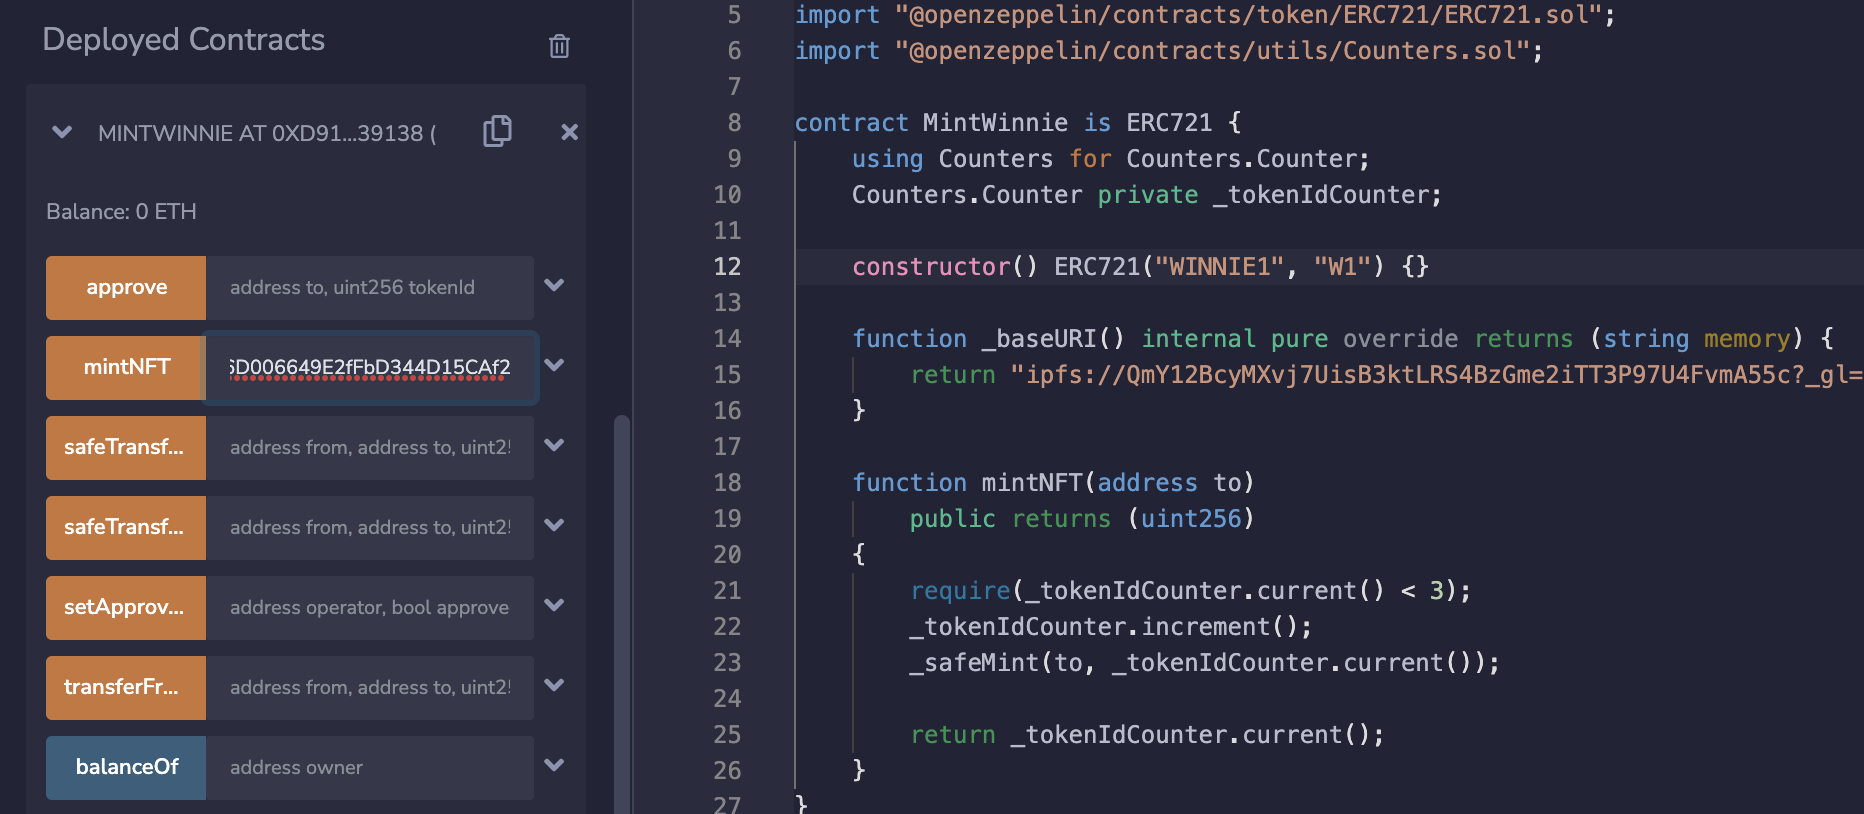 Deployed Contracts
MINTWINNIE AT 0XD91...39138 (
Balance: 0 ETH
approve address to, uint256 tokenId
mintNFT 6D006649E2fFbD344D15CAf2
safeTransf... address from, address to, uint25
safeTransf... address from, address to, uint25
setApprov... address operator, bool approve
transferFr... address from, address to, uint25
balanceOf address owner
5 import "@openzeppelin/contracts/token/ERC721/ERC721.sol";
6 import "@openzeppelin/contracts/utils/Counters.sol";
7
8 contract MintWinnie is ERC721 {
9 using Counters for Counters.Counter;
10 Counters.Counter private _tokenIdCounter;
11
12 constructor() ERC721("WINNIE1", "W1") {}
13
14 function _baseURI() internal pure override returns (string memory) {
15 return "ipfs://QmY12BcyMXvj7UisB3ktLRS4BzGme2iTT3P97U4FvmA55c?_gl=
16 }
17
18 function mintNFT(address to)
19 public returns (uint256)
20 {
21 require(_tokenIdCounter.current() < 3);
22 _tokenIdCounter.increment();
23 _safeMint(to, _tokenIdCounter.current());
24
25 return _tokenIdCounter.current();
26 }
27 }